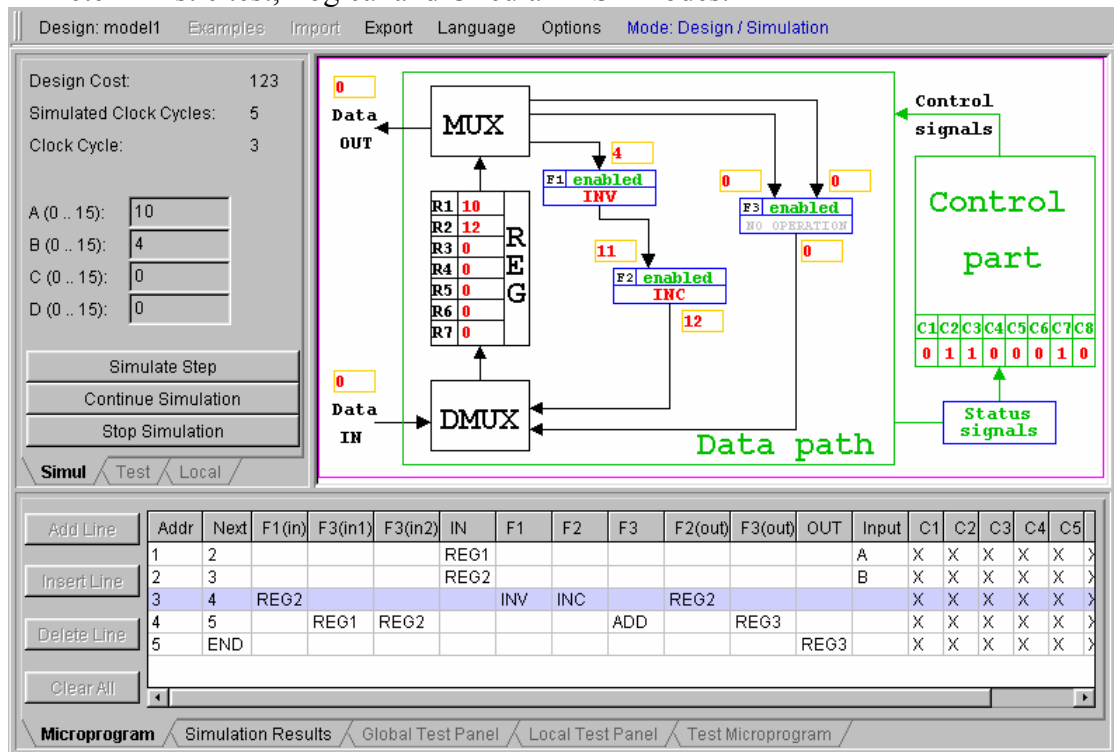 Design: model1 Examples Import Export Language Options Mode: Design / Simulation
Design Cost: 123
Simulated Clock Cycles: 5
Clock Cycle: 3
A (0 .. 15): 10
B (0 .. 15): 4
C (0 .. 15): 0
D (0 .. 15): 0
Simulate Step
Continue Simulation
Stop Simulation
Simul Test Local
0
Data
OUT
MUX
4
F1 enabled
INV
R1 10
R2 12
R3 0
R4 0
R5 0
R6 0
R7 0
REG
11
F2 enabled
INC
12
0 0
F3 enabled
NO OPERATION
0
0
Data
IN
DMUX
Data path
Control
signals
Control
part
C1 C2 C3 C4 C5 C6 C7 C8
0 1 1 0 0 0 1 0
Status
signals
Add Line
Insert Line
Delete Line
Clear All
Addr Next F1(in) F3(in1) F3(in2) IN F1 F2 F3 F2(out) F3(out) OUT Input C1 C2 C3 C4 C5
1 2 REG1 A X X X X X
2 3 REG2 B X X X X X
3 4 REG2 INV INC REG2 X X X X X
4 5 REG1 REG2 ADD REG3 X X X X X
5 END REG3 X X X X X
Microprogram Simulation Results Global Test Panel Local Test Panel Test Microprogram